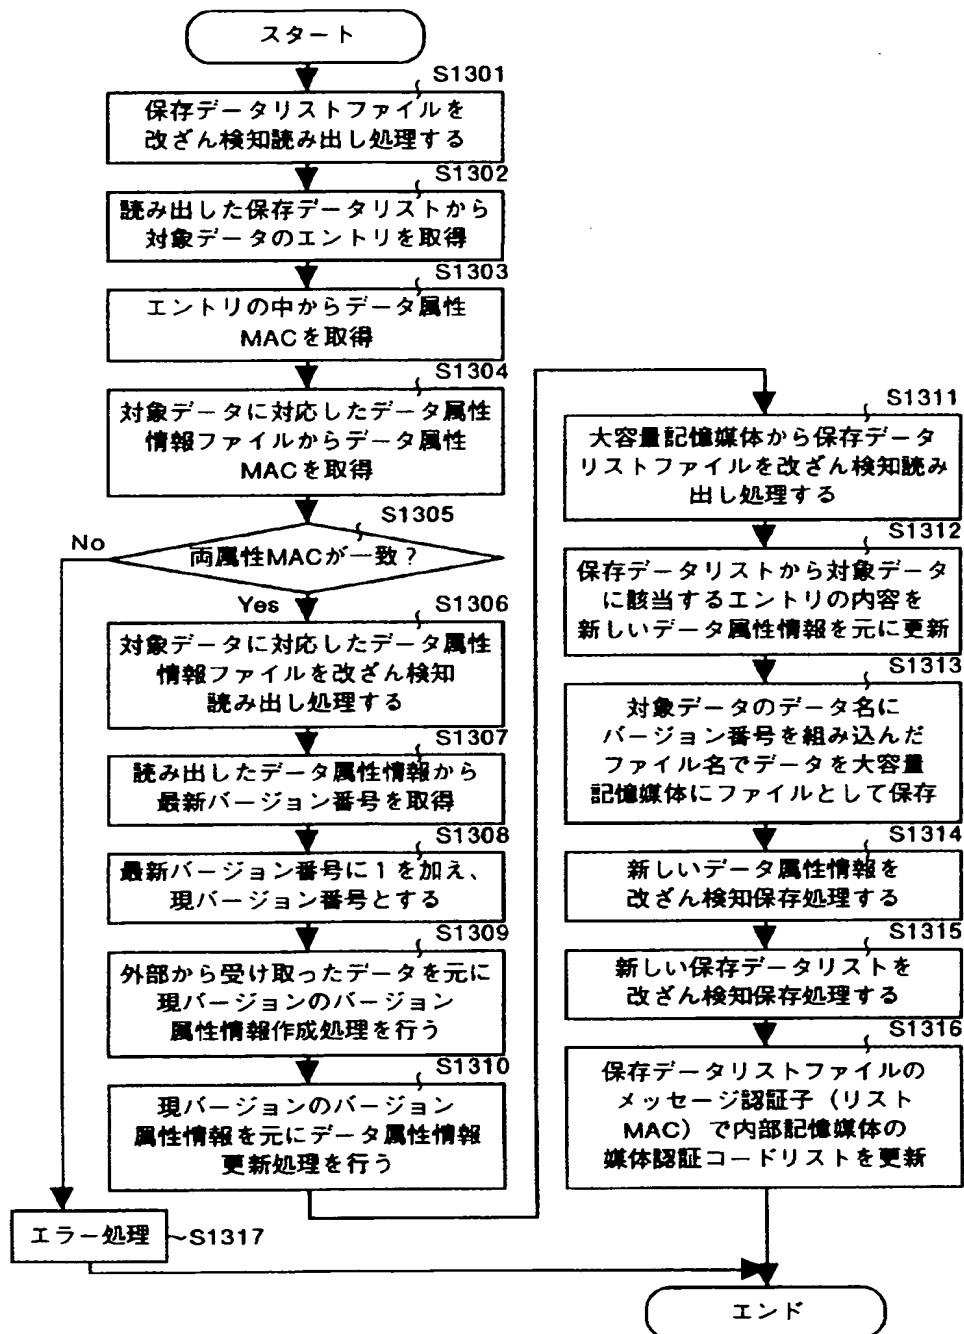 スタート
S1301
保存データリストファイルを
改ざん検知読み出し処理する
S1302
読み出した保存データリストから
対象データのエントリを取得
S1303
エントリの中からデータ属性
MACを取得
S1304
対象データに対応したデータ属性
情報ファイルからデータ属性
MACを取得
S1305
両属性MACが一致？
No
Yes
S1306
対象データに対応したデータ属性
情報ファイルを改ざん検知
読み出し処理する
S1307
読み出したデータ属性情報から
最新バージョン番号を取得
S1308
最新バージョン番号に1を加え、
現バージョン番号とする
S1309
外部から受け取ったデータを元に
現バージョンのバージョン
属性情報作成処理を行う
S1310
現バージョンのバージョン
属性情報を元にデータ属性情報
更新処理を行う
S1311
大容量記憶媒体から保存データ
リストファイルを改ざん検知読み
出し処理する
S1312
保存データリストから対象データ
に該当するエントリの内容を
新しいデータ属性情報を元に更新
S1313
対象データのデータ名に
バージョン番号を組み込んだ
ファイル名でデータを大容量
記憶媒体にファイルとして保存
S1314
新しいデータ属性情報を
改ざん検知保存処理する
S1315
新しい保存データリストを
改ざん検知保存処理する
S1316
保存データリストファイルの
メッセージ認証子（リスト
MAC）で内部記憶媒体の
媒体認証コードリストを更新
エラー処理
S1317
エンド